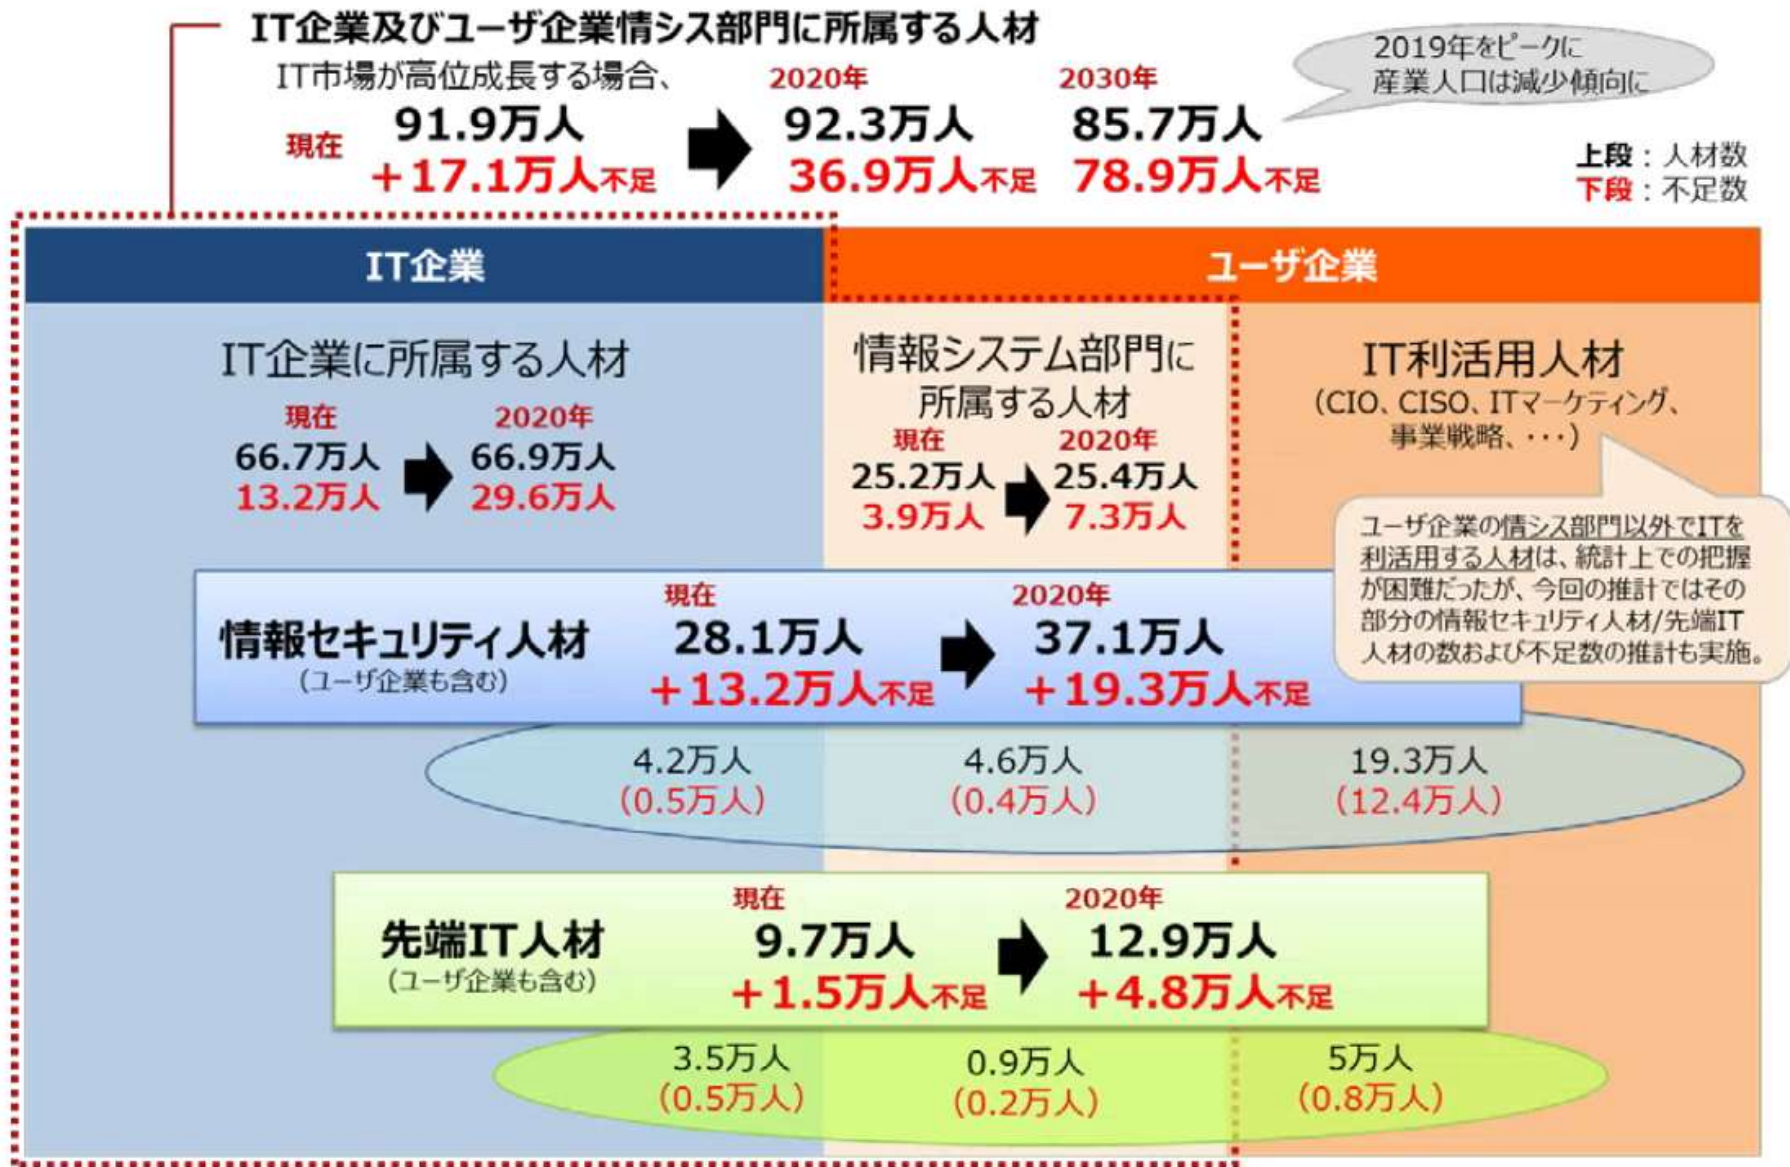 IT企業及びユーザ企業情シス部門に所属する人材
IT市場が高位成長する場合、
2020年
2030年
2019年をピークに
産業人口は減少傾向に
現在
91.9万人
92.3万人
85.7万人
+17.1万人不足
36.9万人不足
78.9万人不足
上段:人材数
下段:不足数
IT企業
ユーザ企業
IT企業に所属する人材
現在
2020年
66.7万人
66.9万人
13.2万人
29.6万人
情報システム部門に
所属する人材
現在
2020年
25.2万人
25.4万人
3.9万人
7.3万人
IT利活用人材
(CIO、CISO、ITマーケティング、
事業戦略、・・・)
ユーザ企業の情シス部門以外でITを
利活用する人材は、統計上での把握
が困難だったが、今回の推計ではその
部分の情報セキュリティ人材/先端IT
人材の数および不足数の推計も実施。
情報セキュリティ人材
(ユーザ企業も含む)
現在
2020年
28.1万人
37.1万人
+13.2万人不足
+19.3万人不足
4.2万人
4.6万人
19.3万人
(0.5万人)
(0.4万人)
(12.4万人)
先端IT人材
(ユーザ企業も含む)
現在
2020年
9.7万人
12.9万人
+1.5万人不足
+4.8万人不足
3.5万人
0.9万人
5万人
(0.5万人)
(0.2万人)
(0.8万人)